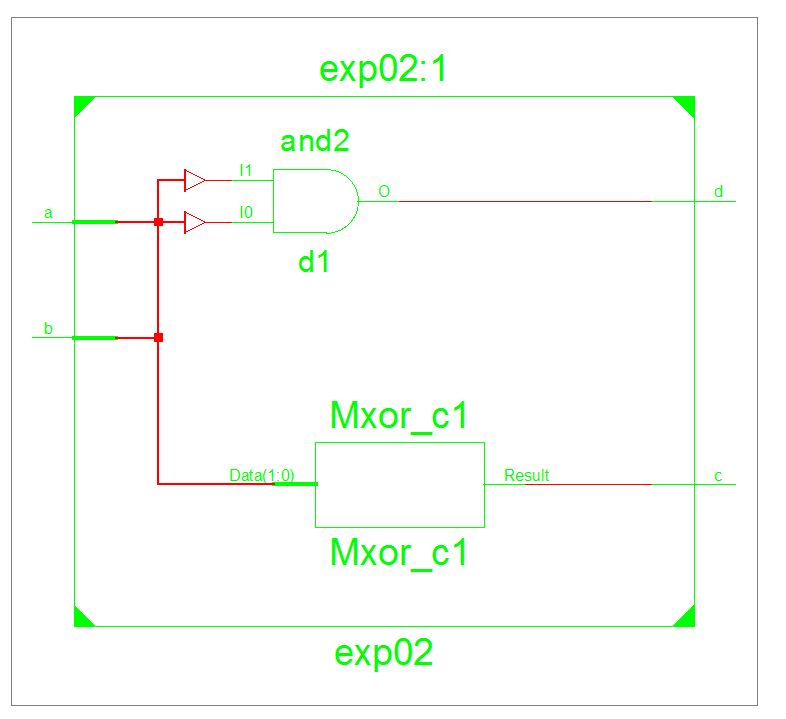 exp02:1
and2
I1
a
I0
O
d
d1
b
Mxor_c1
Data(1:0)
Result
c
Mxor_c1
exp02